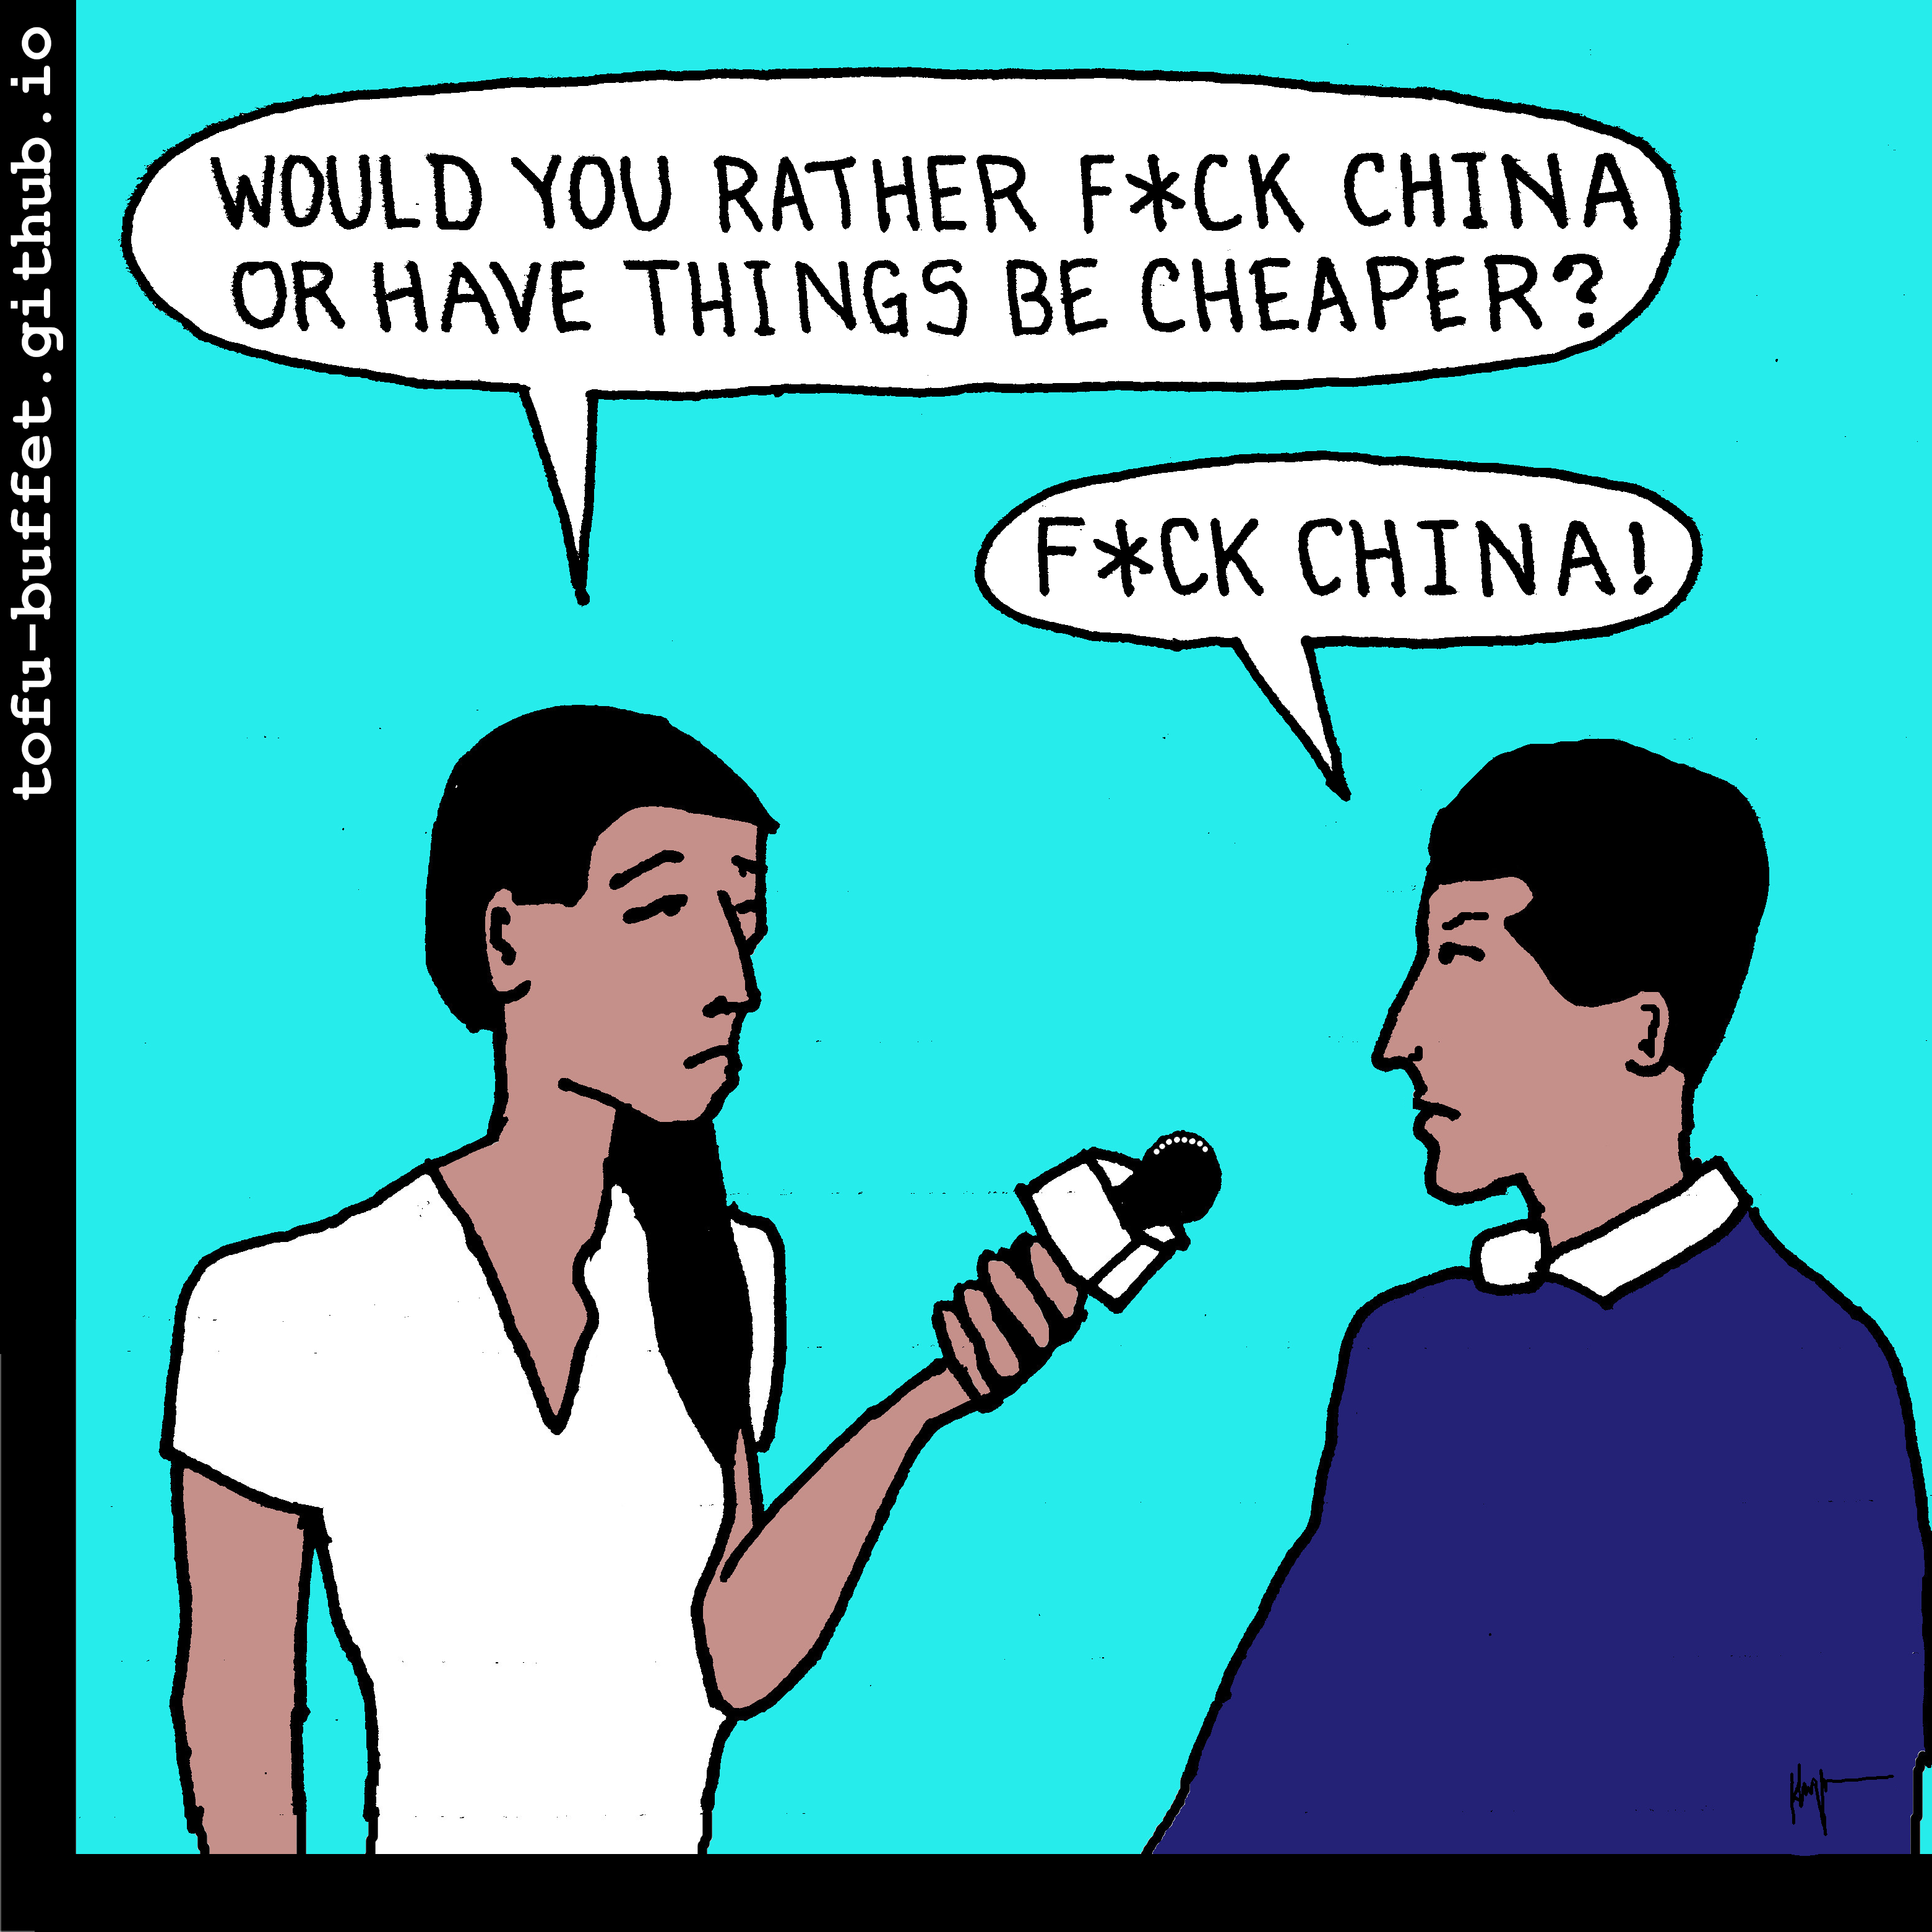 tofu-buffet.github.io
WOULD YOU RATHER F*CK CHINA
OR HAVE THINGS BE CHEAPER?
F*CK CHINA!